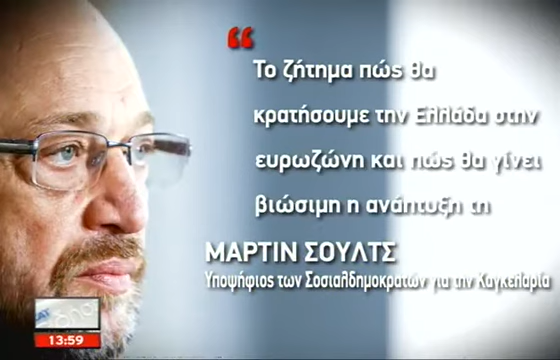 “
Το ζήτημα πώς θα
κρατήσουμε την Ελλάδα στην
ευρωζώνη και πώς θα γίνει
βιώσιμη η ανάπτυξη τη
ΜΑΡΤΙΝ ΣΟΥΛΤΣ
Υποψήφιος των Σοσιαλδημοκρατών για την Καγκελαρία
13:59